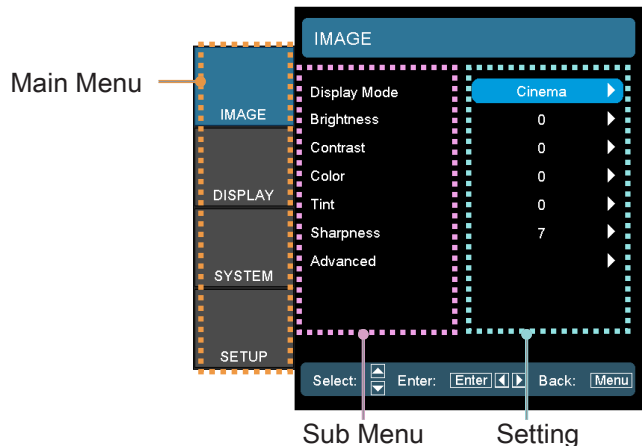 IMAGE
Main Menu
IMAGE
DISPLAY
SYSTEM
SETUP
Display Mode Cinema
Brightness 0
Contrast 0
Color 0
Tint 0
Sharpness 7
Advanced
Select: Enter: Enter Back: Menu
Sub Menu Setting